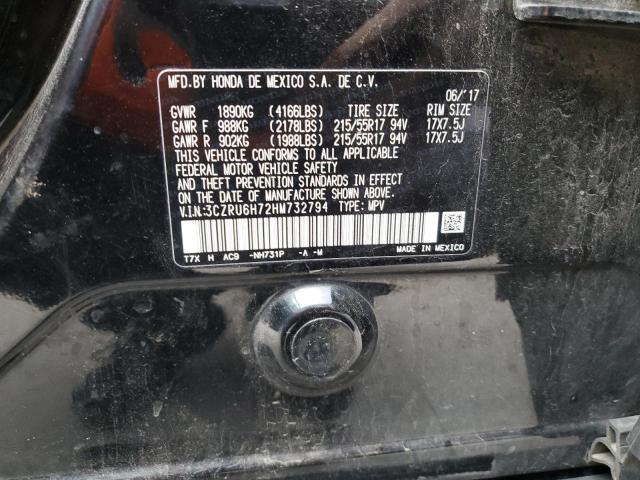 MFD.BY HONDA DE MEXICO S.A. DE C.V.
06/'17
GVWR 1890KG (4166LBS) TIRE SIZE RIM SIZE
GAWR F 988KG (2178LBS) 215/55R17 94V 17X7.5J
GAWR R 902KG (1988LBS) 215/55R17 94V 17X7.5J
THIS VEHICLE CONFORMS TO ALL APPLICABLE
FEDERAL MOTOR VEHICLE SAFETY
AND THEFT PREVENTION STANDARDS IN EFFECT
ON THE DATE OF MANUFACTURE SHOWN ABOVE.
V.I.N.:3CZRU6H72HM732794 TYPE: MPV
T7X H AC9 -NH731P -A -M MADE IN MEXICO